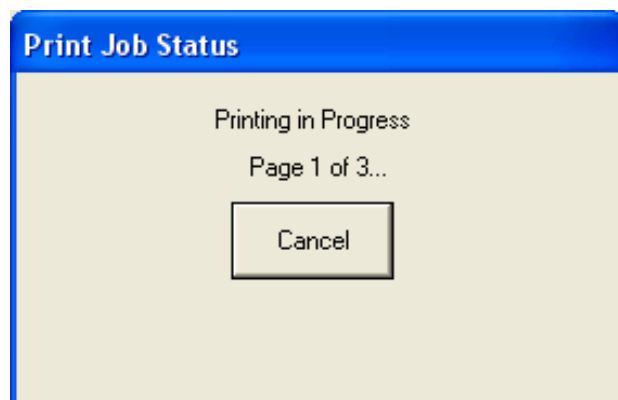 Print Job Status
Printing in Progress
Page 1 of 3...
Cancel